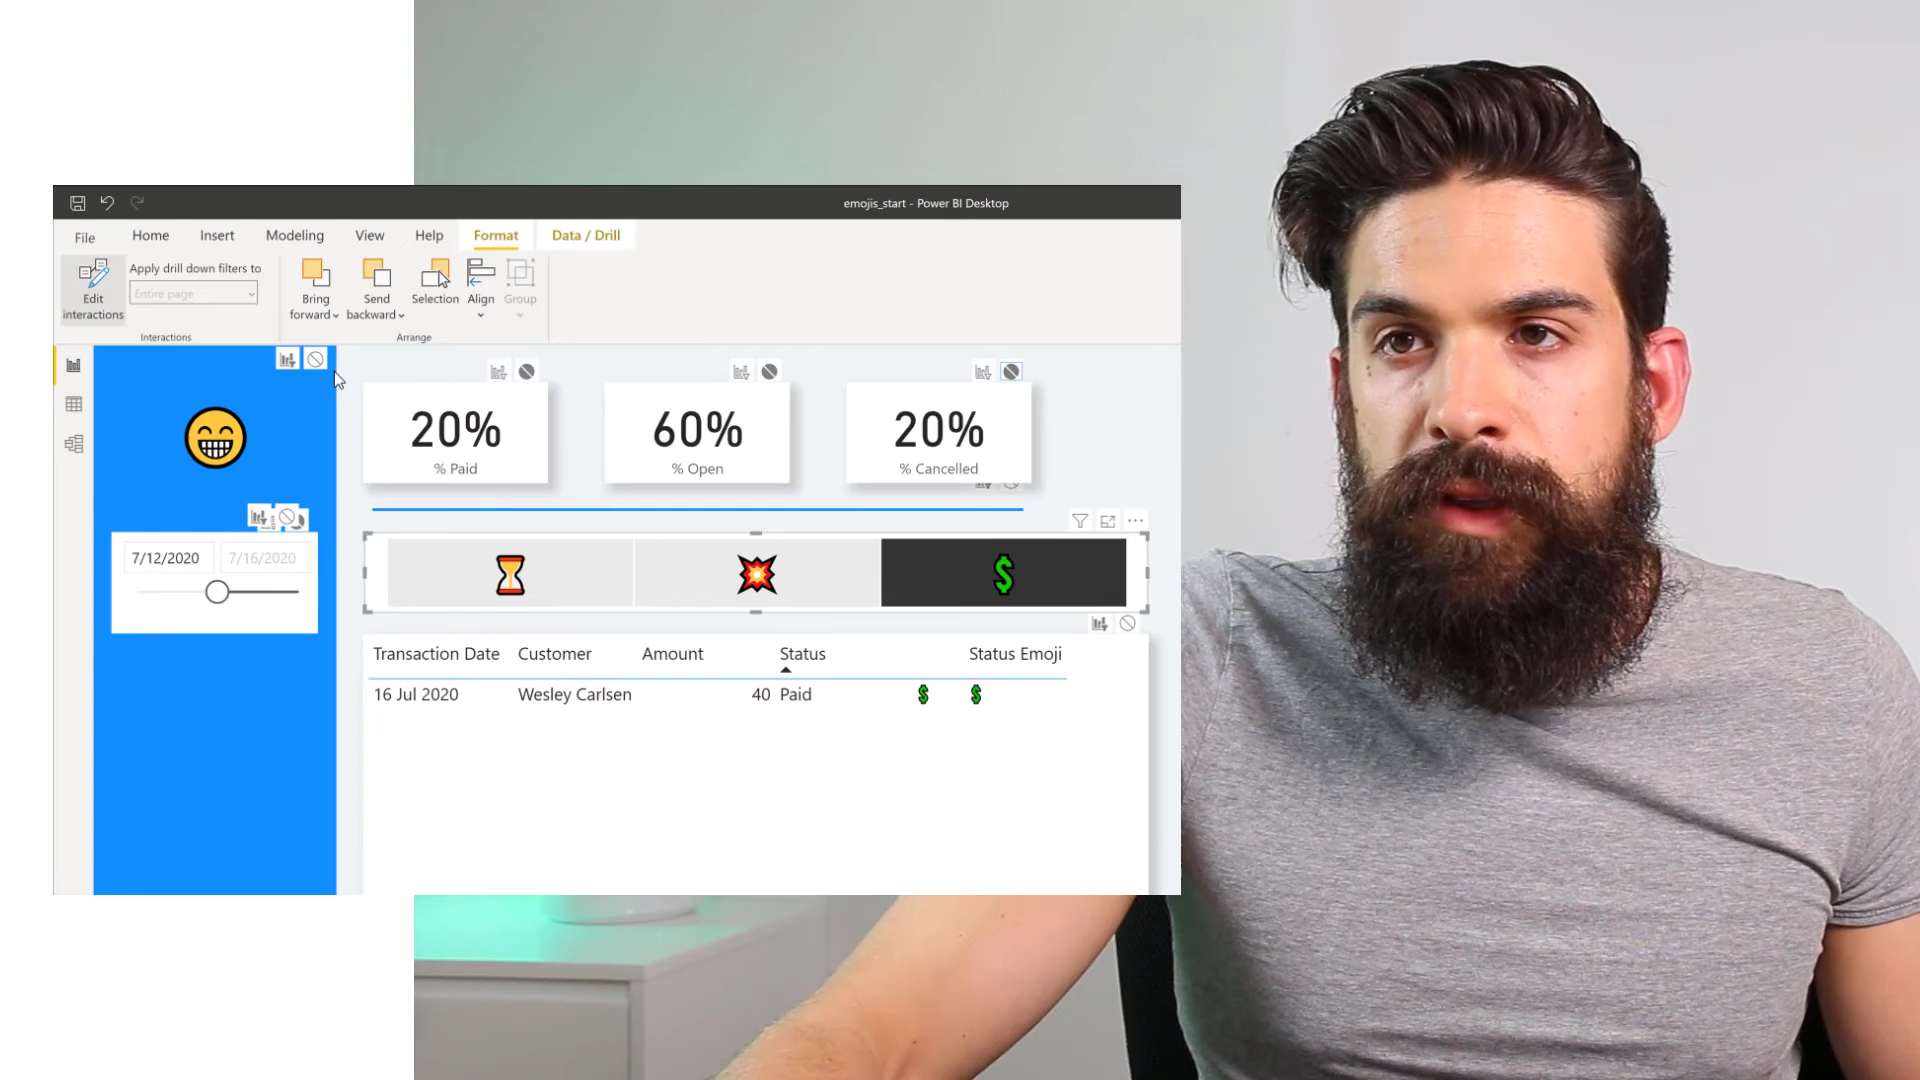 emojis_start - Power BI Desktop
File Home Insert Modeling View Help Format Data / Drill
Apply drill down filters to
Entire page
Edit
interactions
Bring
forward
Send
backward
Selection
Align
Group
Interactions
Arrange
20%
% Paid
60%
% Open
20%
% Cancelled
7/12/2020
7/16/2020
Transaction Date Customer Amount Status Status Emoji
16 Jul 2020 Wesley Carlsen 40 Paid